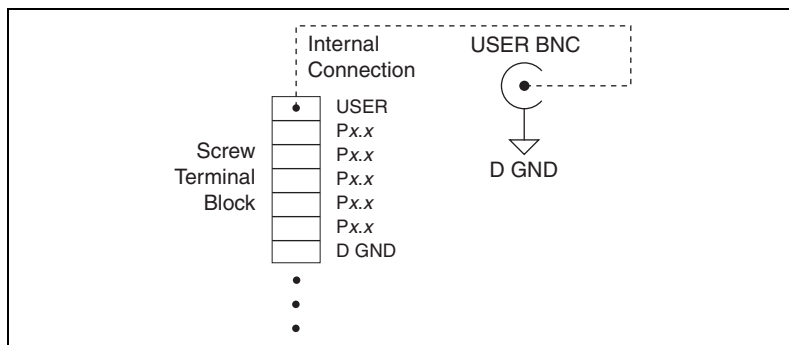 Internal
Connection
USER BNC
D GND
Screw
Terminal
Block
USER
Px.x
Px.x
Px.x
Px.x
Px.x
D GND